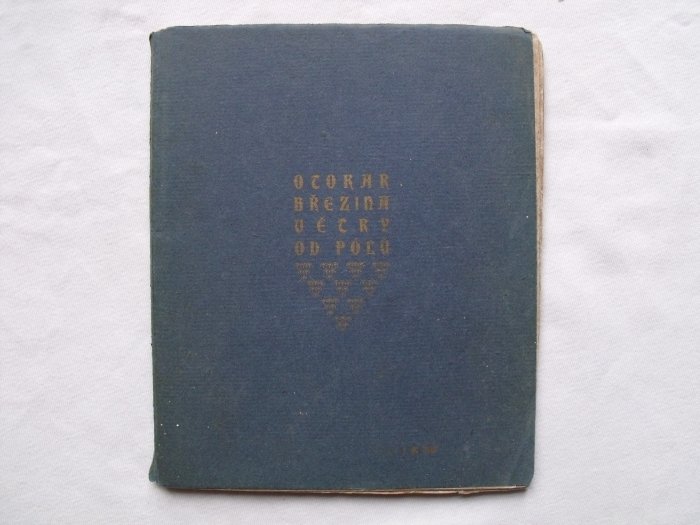 OTOKAR
BŘEZINA
VĚTRY
OD PÓLŮ